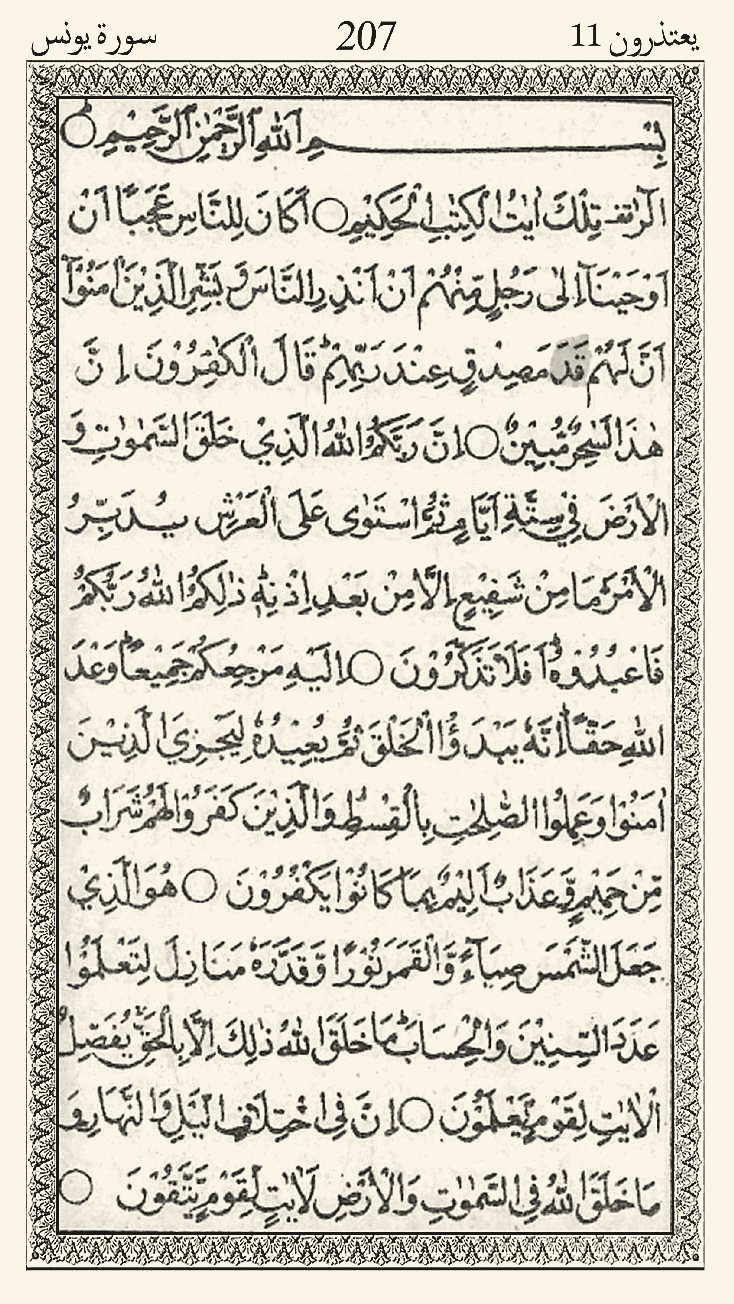 يعتذرون 11 207 سورة يونس
بِسْمِ اللّٰهِ الرَّحْمٰنِ الرَّحِيْمِ ○
الٓرٰ تِلْكَ اٰيٰتُ الْكِتٰبِ الْحَكِيْمِ ○ اَكَانَ لِلنَّاسِ عَجَبًا اَنْ
اَوْحَيْنَآ اِلٰى رَجُلٍ مِّنْهُمْ اَنْ اَنْذِرِ النَّاسَ وَ بَشِّرِ الَّذِيْنَ اٰمَنُوْٓا
اَنَّ لَهُمْ قَدَمَ صِدْقٍ عِنْدَ رَبِّهِمْ ؕ قَالَ الْكٰفِرُوْنَ اِنَّ
هٰذَا لَسٰحِرٌ مُّبِيْنٌ ○ اِنَّ رَبَّكُمُ اللّٰهُ الَّذِيْ خَلَقَ السَّمٰوٰتِ وَ
الْاَرْضَ فِيْ سِتَّةِ اَيَّامٍ ثُمَّ اسْتَوٰى عَلَى الْعَرْشِ يُدَبِّرُ
الْاَمْرَ ؕ مَا مِنْ شَفِيْعٍ اِلَّا مِنْۢ بَعْدِ اِذْنِهٖ ؕ ذٰلِكُمُ اللّٰهُ رَبُّكُمْ
فَاعْبُدُوْهُ ؕ اَفَلَا تَذَكَّرُوْنَ ○ اِلَيْهِ مَرْجِعُكُمْ جَمِيْعًا ؕ وَعْدَ
اللّٰهِ حَقًّا ؕ اِنَّهٗ يَبْدَؤُا الْخَلْقَ ثُمَّ يُعِيْدُهٗ لِيَجْزِيَ الَّذِيْنَ
اٰمَنُوْا وَعَمِلُوا الصّٰلِحٰتِ بِالْقِسْطِ ؕ وَالَّذِيْنَ كَفَرُوْا لَهُمْ شَرَابٌ
مِّنْ حَمِيْمٍ وَّعَذَابٌ اَلِيْمٌۢ بِمَا كَانُوْا يَكْفُرُوْنَ ○ هُوَ الَّذِيْ
جَعَلَ الشَّمْسَ ضِيَآءً وَّالْقَمَرَ نُوْرًا وَّقَدَّرَهٗ مَنَازِلَ لِتَعْلَمُوْا
عَدَدَ السِّنِيْنَ وَالْحِسَابَ ؕ مَا خَلَقَ اللّٰهُ ذٰلِكَ اِلَّا بِالْحَقِّ ۚ يُفَصِّلُ
الْاٰيٰتِ لِقَوْمٍ يَّعْلَمُوْنَ ○ اِنَّ فِى اخْتِلَافِ الَّيْلِ وَالنَّهَارِ وَ
مَا خَلَقَ اللّٰهُ فِى السَّمٰوٰتِ وَالْاَرْضِ لَاٰيٰتٍ لِّقَوْمٍ يَّتَّقُوْنَ ○